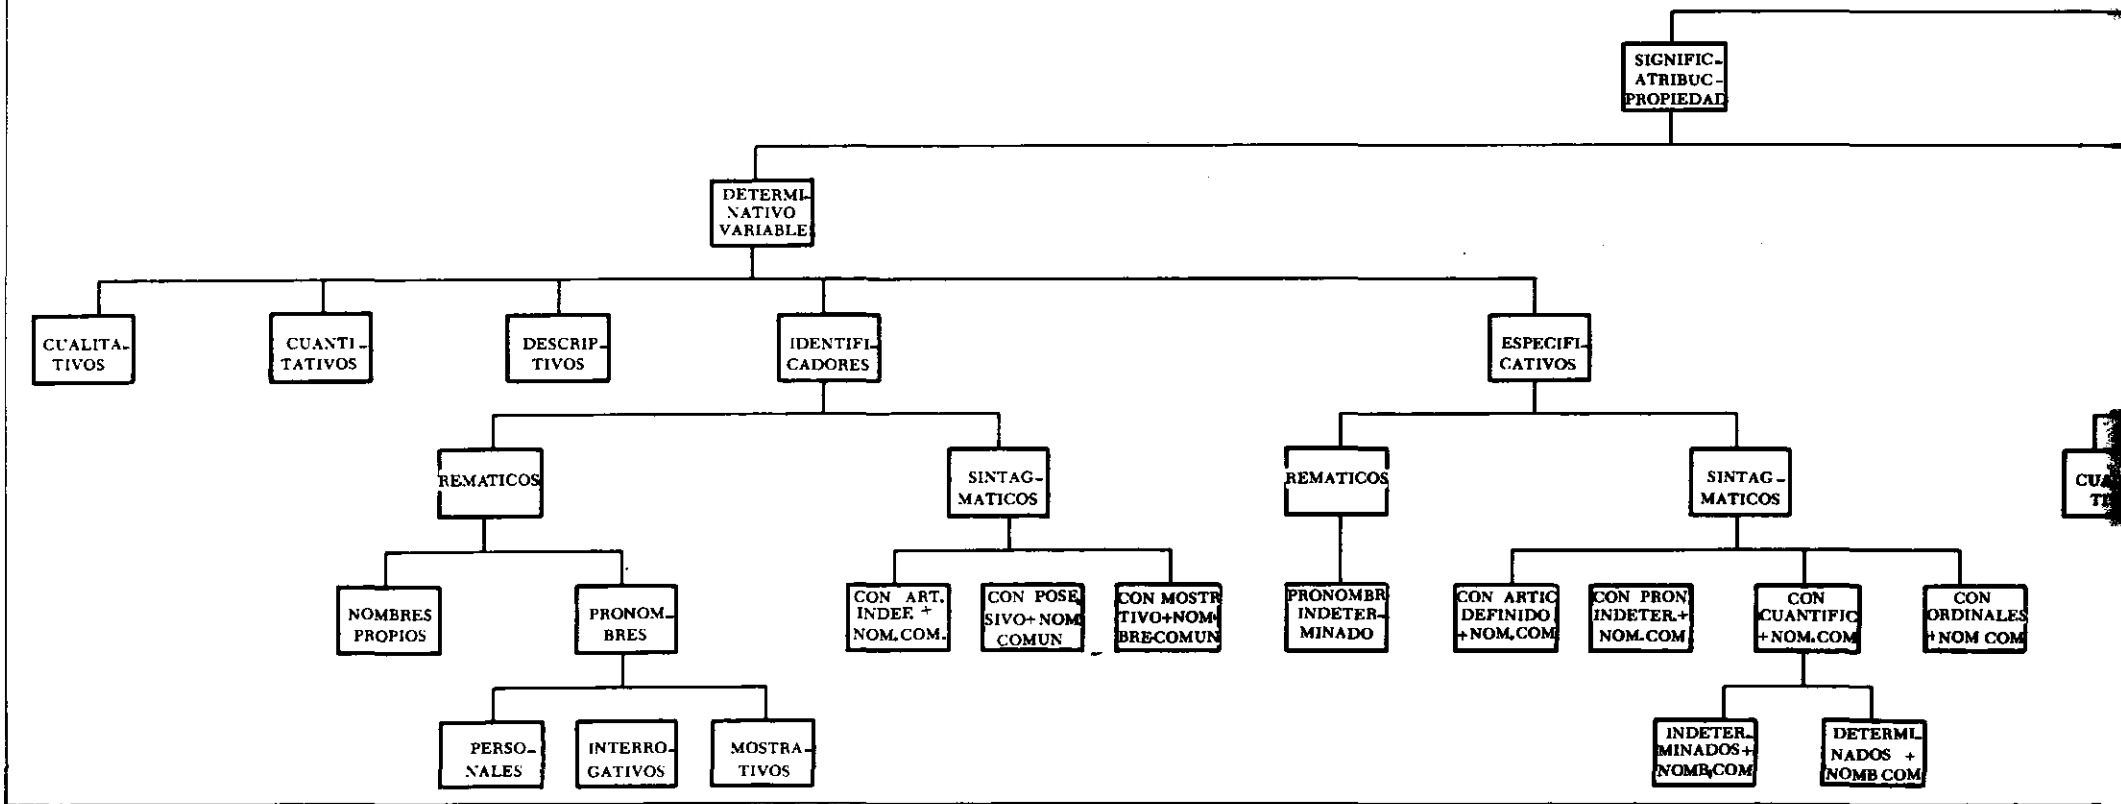 SIGNIFIC-
ATRIBUC-
PROPIEDAD
DETERMI-
NATIVO
VARIABLE
CUALITA-
TIVOS
CUANTI-
TATIVOS
DESCRIP-
TIVOS
IDENTIFI-
CADORES
ESPECIFI-
CATIVOS
REMATICOS
SINTAG-
MATICOS
REMATICOS
SINTAG-
MATICOS
NOMBRES
PROPIOS
PRONOM-
BRES
CON ART.
INDEF. +
NOM. COM.
CON POSE
SIVO+NOM
COMUN
CON MOSTR
TIVO+NOM-
BRE-COMUN
PRONOMBR
INDETER-
MINADO
CON ARTIC
DEFINIDO
+NOM. COM
CON PRON
INDETER.+
NOM. COM
CON
CUANTIFIC
+NOM. COM
CON
ORDINALES
+NOM COM
PERSO-
NALES
INTERRO-
GATIVOS
MOSTRA-
TIVOS
INDETER-
MINADOS+
NOMB. COM
DETERMI-
NADOS +
NOMB COM